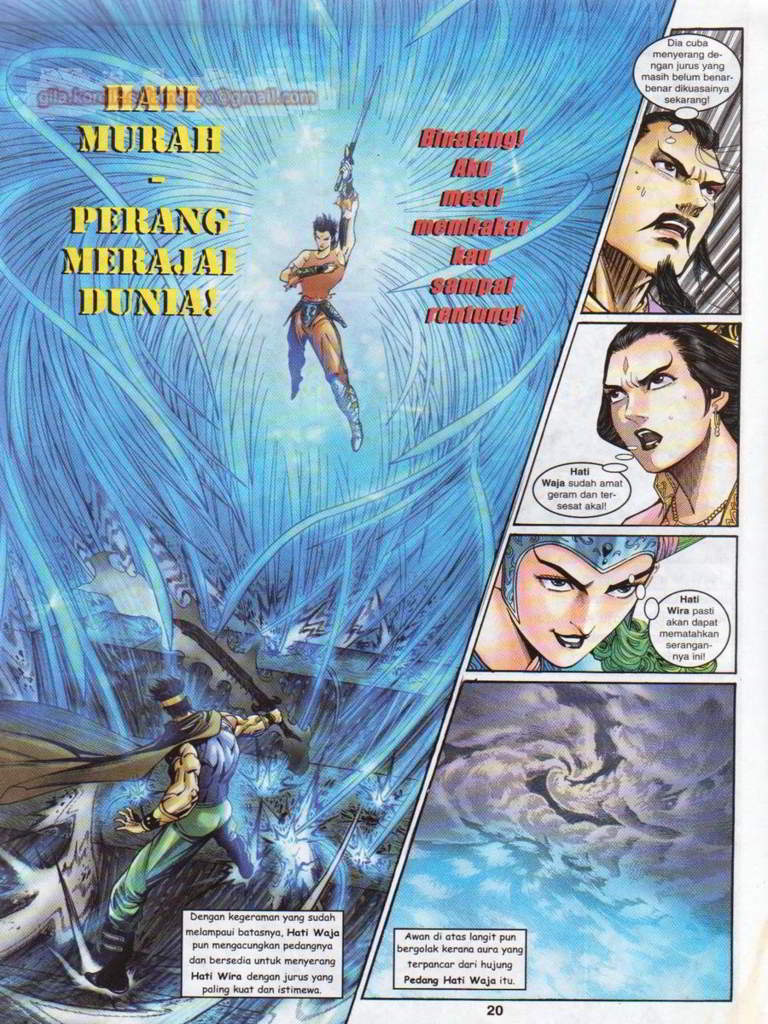 HATI
MURAH
-
PERANG
MERAJAI
DUNIA!
Binatang!
Aku
mesti
membakar
kau
sampai
rentung!
Dia cuba
menyerang de-
ngan jurus yang
masih belum benar-
benar dikuasainya
sekarang!
Hati
Waja sudah amat
geram dan ter-
sesat akal!
Hati
Wira pasti
akan dapat
mematahkan
serangan-
nya ini!
Dengan kegeraman yang sudah
melampaui batasnya, Hati Waja
pun mengacungkan pedangnya
dan bersedia untuk menyerang
Hati Wira dengan jurus yang
paling kuat dan istimewa.
Awan di atas langit pun
bergolak kerana aura yang
terpancar dari hujung
Pedang Hati Waja itu.
20